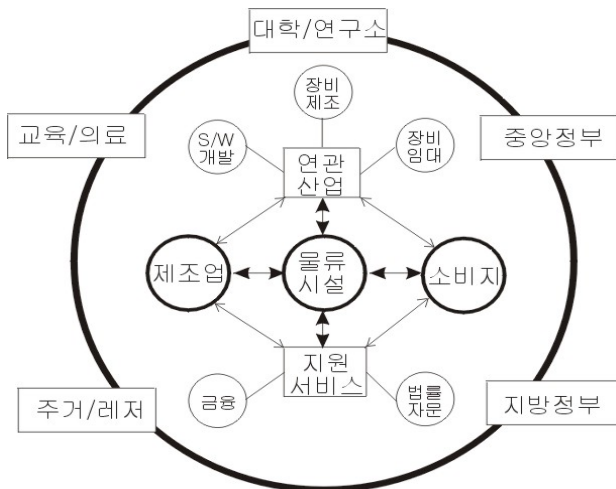 대학/연구소
장비
제조
교육/의료
S/W
개발
연관
산업
장비
임대
중앙정부
제조업
물류
시설
소비지
지원
서비스
주거/레저
금융
법률
자문
지방정부